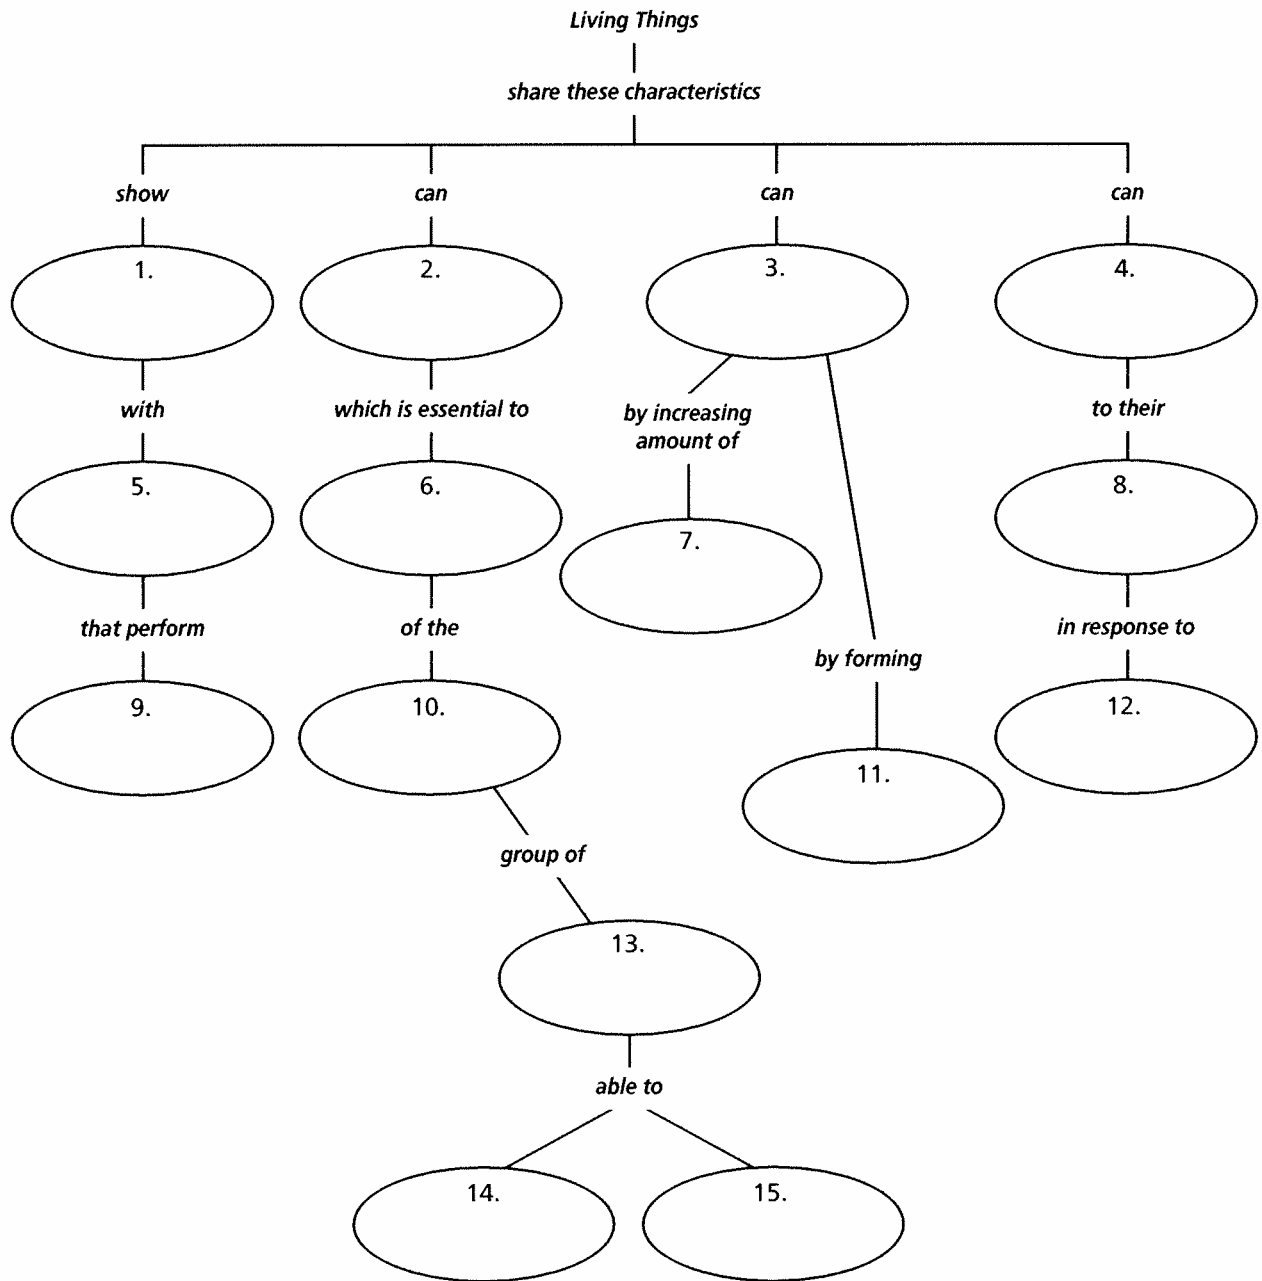 Living Things
share these characteristics
show
can
can
can
1.
2.
3.
4.
with
which is essential to
by increasing
amount of
to their
5.
6.
7.
8.
that perform
of the
by forming
in response to
9.
10.
11.
12.
group of
13.
able to
14.
15.